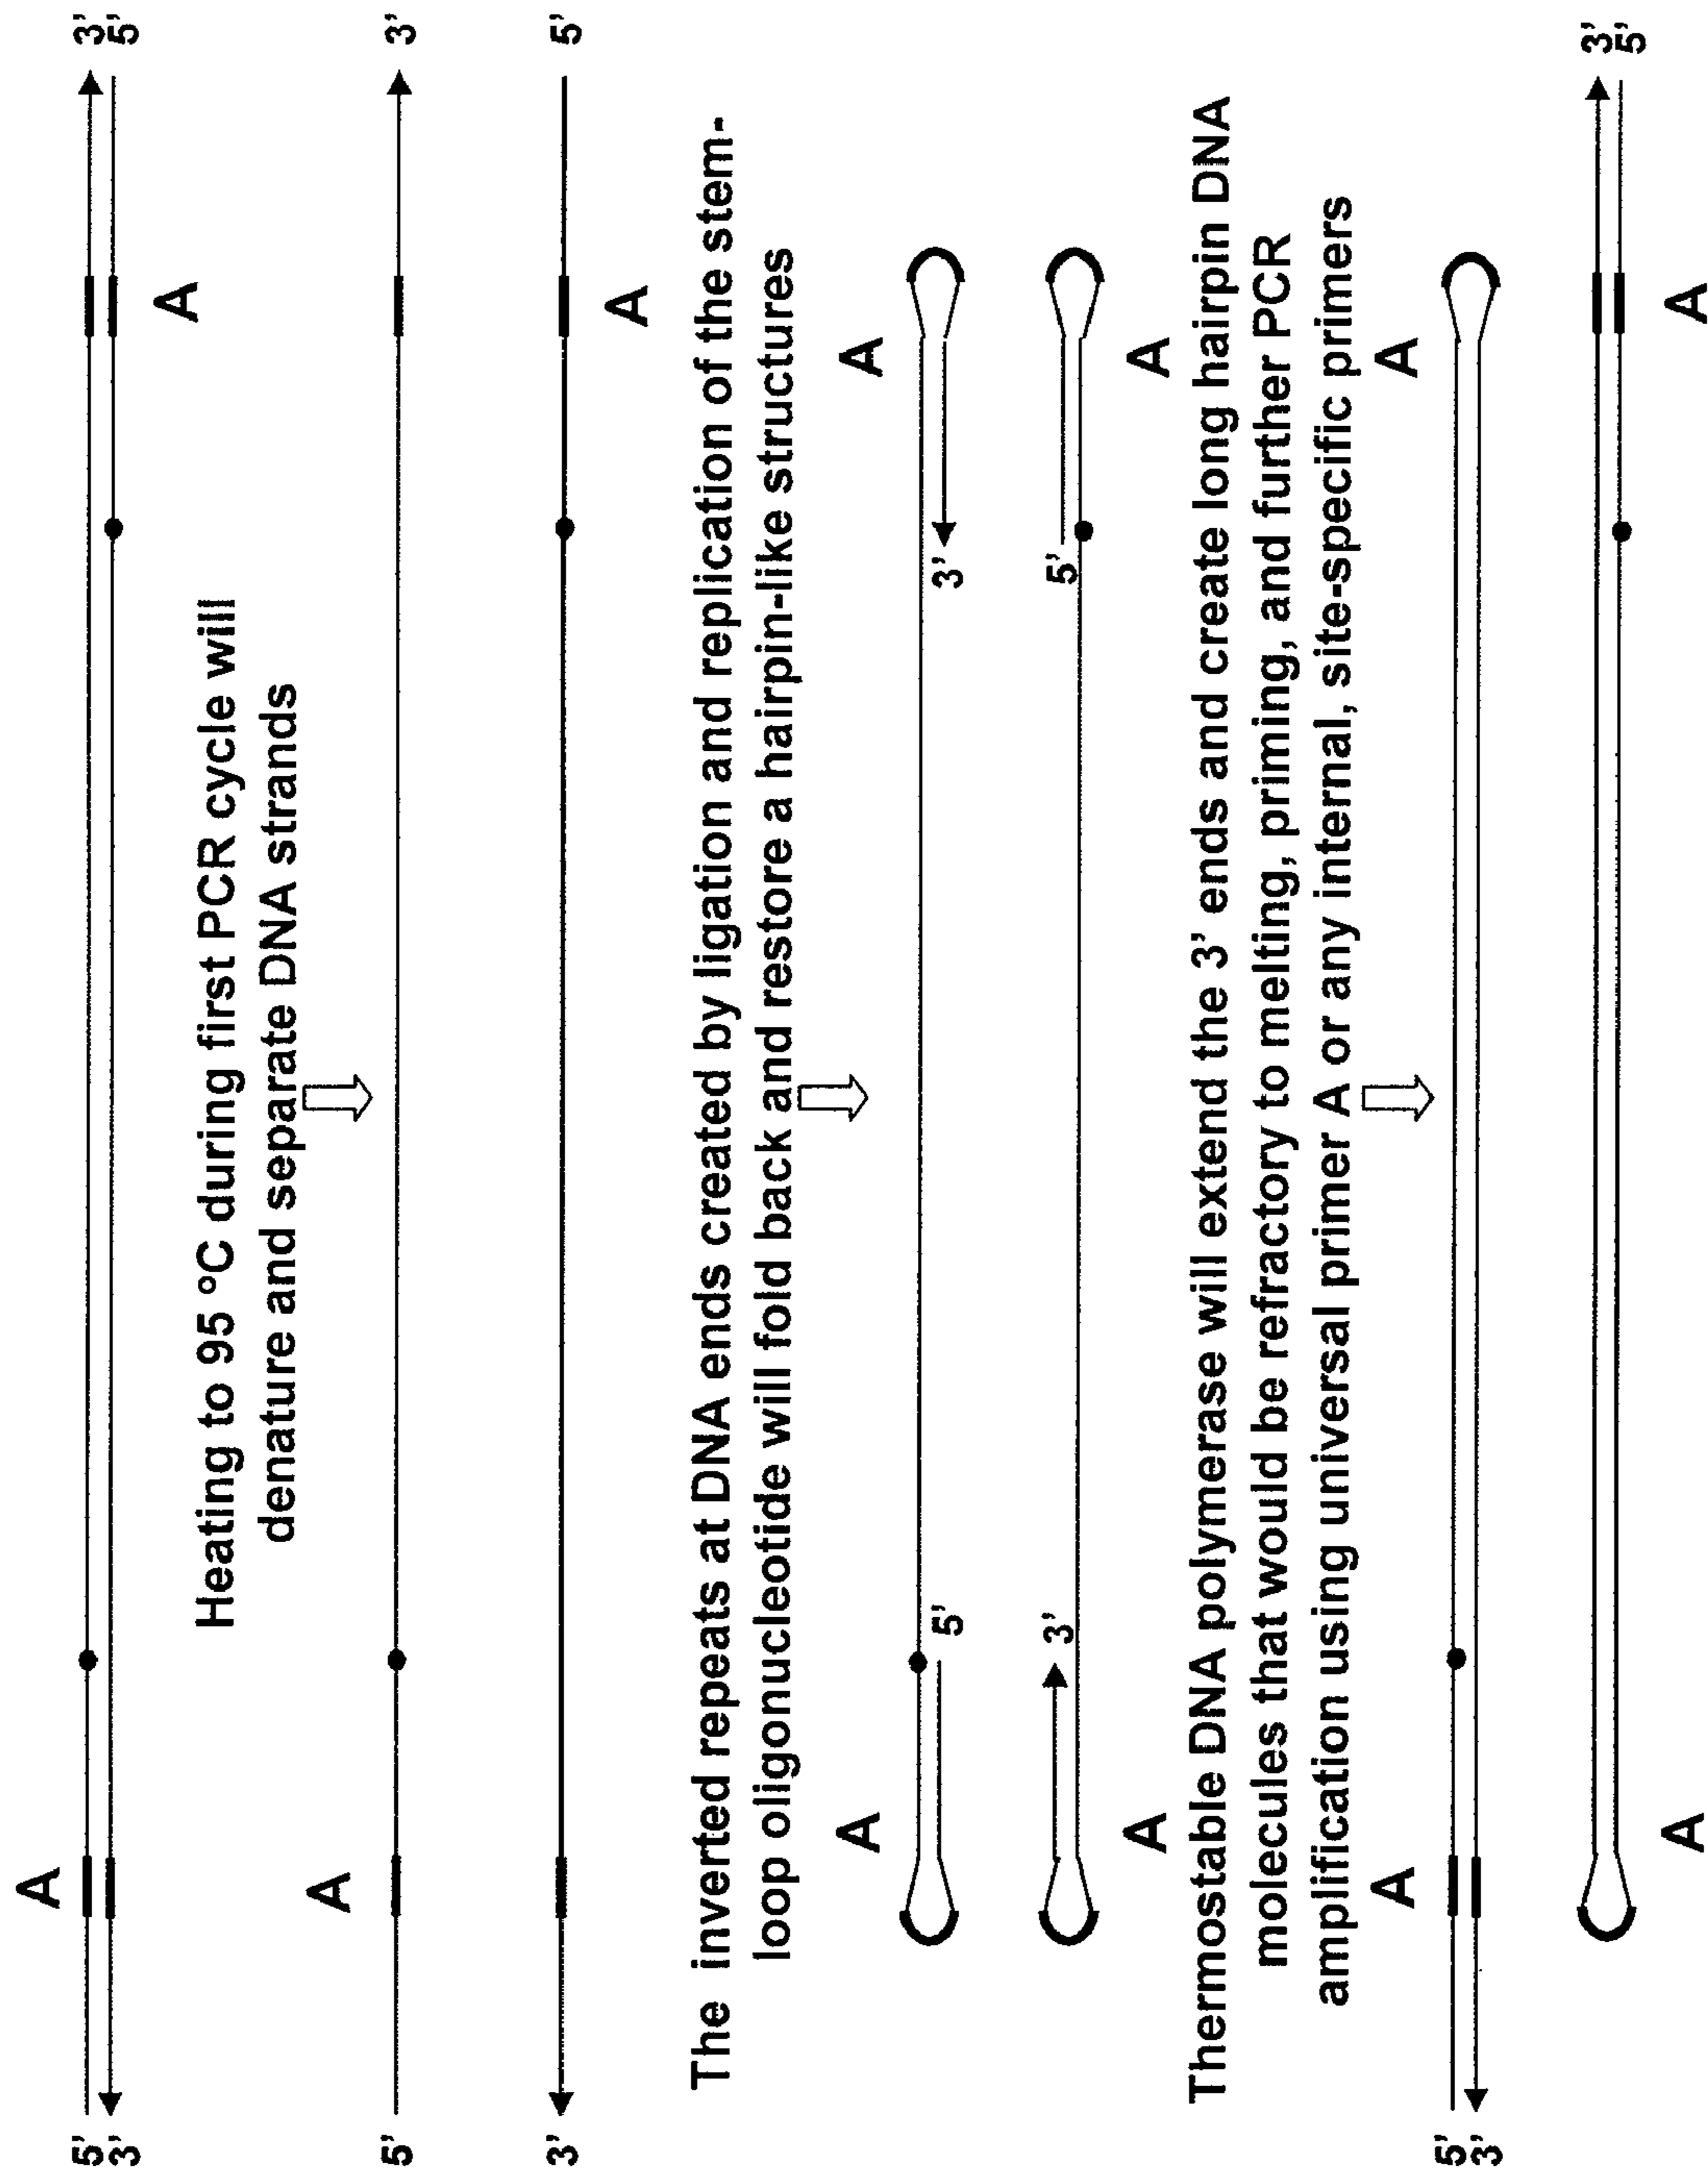 A
5' 3'
3' 5'
A
Heating to 95 °C during first PCR cycle will
denature and separate DNA strands
A
5' 3'
3' 5'
A
The inverted repeats at DNA ends created by ligation and replication of the stem-
loop oligonucleotide will fold back and restore a hairpin-like structures
A A
5' 3'
3' 5'
A A
Thermostable DNA polymerase will extend the 3' ends and create long hairpin DNA
molecules that would be refractory to melting, priming, and further PCR
amplification using universal primer A or any internal, site-specific primers
A A
5'
3'
3'
5'
A A